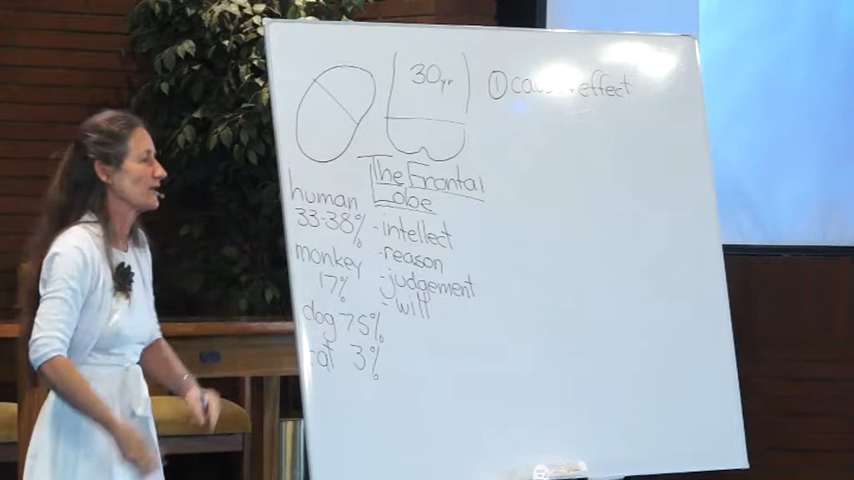 30yr
① cause effect
The Frontal
Lobe
human
33-38%
monkey
17%
dog 7.5%
cat 3%
-intellect
-reason
-judgement
-will